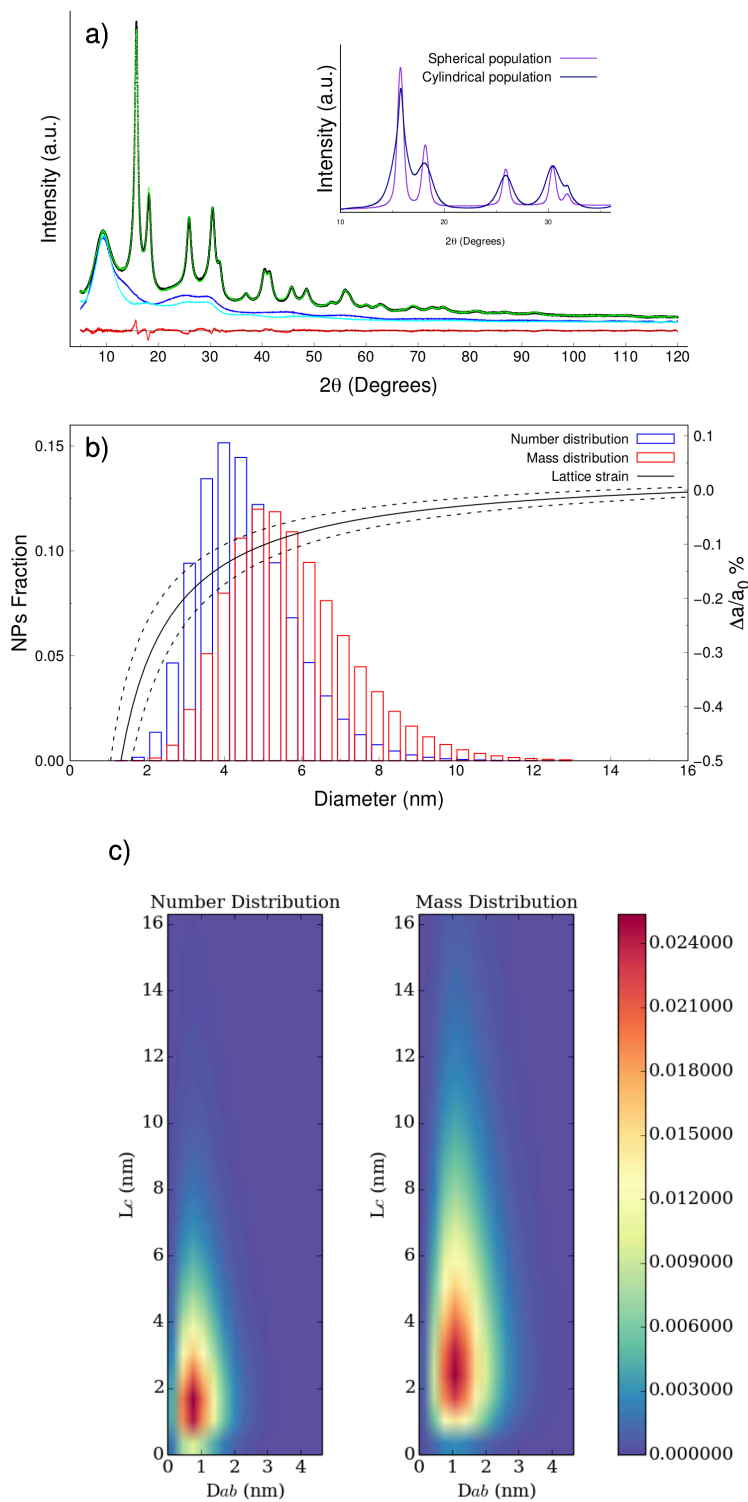 a)
Intensity (a.u.)
2θ (Degrees)
10 20 30 40 50 60 70 80 90 100 110 120
Intensity (a.u.)
Spherical population
Cylindrical population
10 20 30
2θ (Degrees)
b)
Number distribution
Mass distribution
Lattice strain
NPs Fraction
0.15
0.10
0.05
0.00
0.1
0.0
−0.1
−0.2
−0.3
−0.4
−0.5
Δa/a0 %
0 2 4 6 8 10 12 14 16
Diameter (nm)
c)
Number Distribution
16
14
12
10
8
6
4
2
0
Lc (nm)
0 1 2 3 4
Dab (nm)
Mass Distribution
16
14
12
10
8
6
4
2
0
Lc (nm)
0 1 2 3 4
Dab (nm)
0.024000
0.021000
0.018000
0.015000
0.012000
0.009000
0.006000
0.003000
0.000000